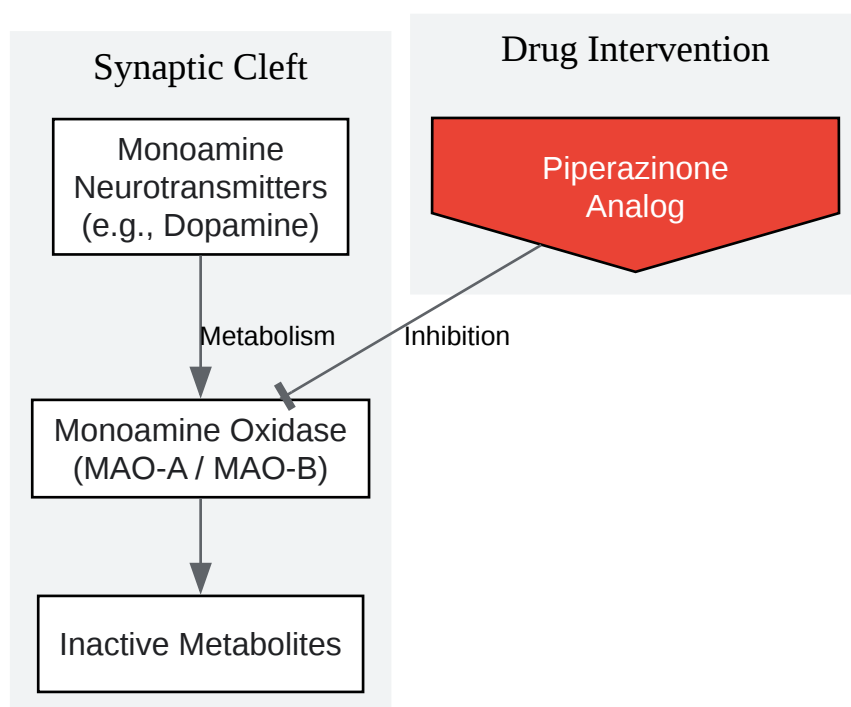 Synaptic Cleft
Drug Intervention
Monoamine
Neurotransmitters
(e.g., Dopamine)
Piperazinone
Analog
Metabolism
Inhibition
Monoamine Oxidase
(MAO-A / MAO-B)
Inactive Metabolites